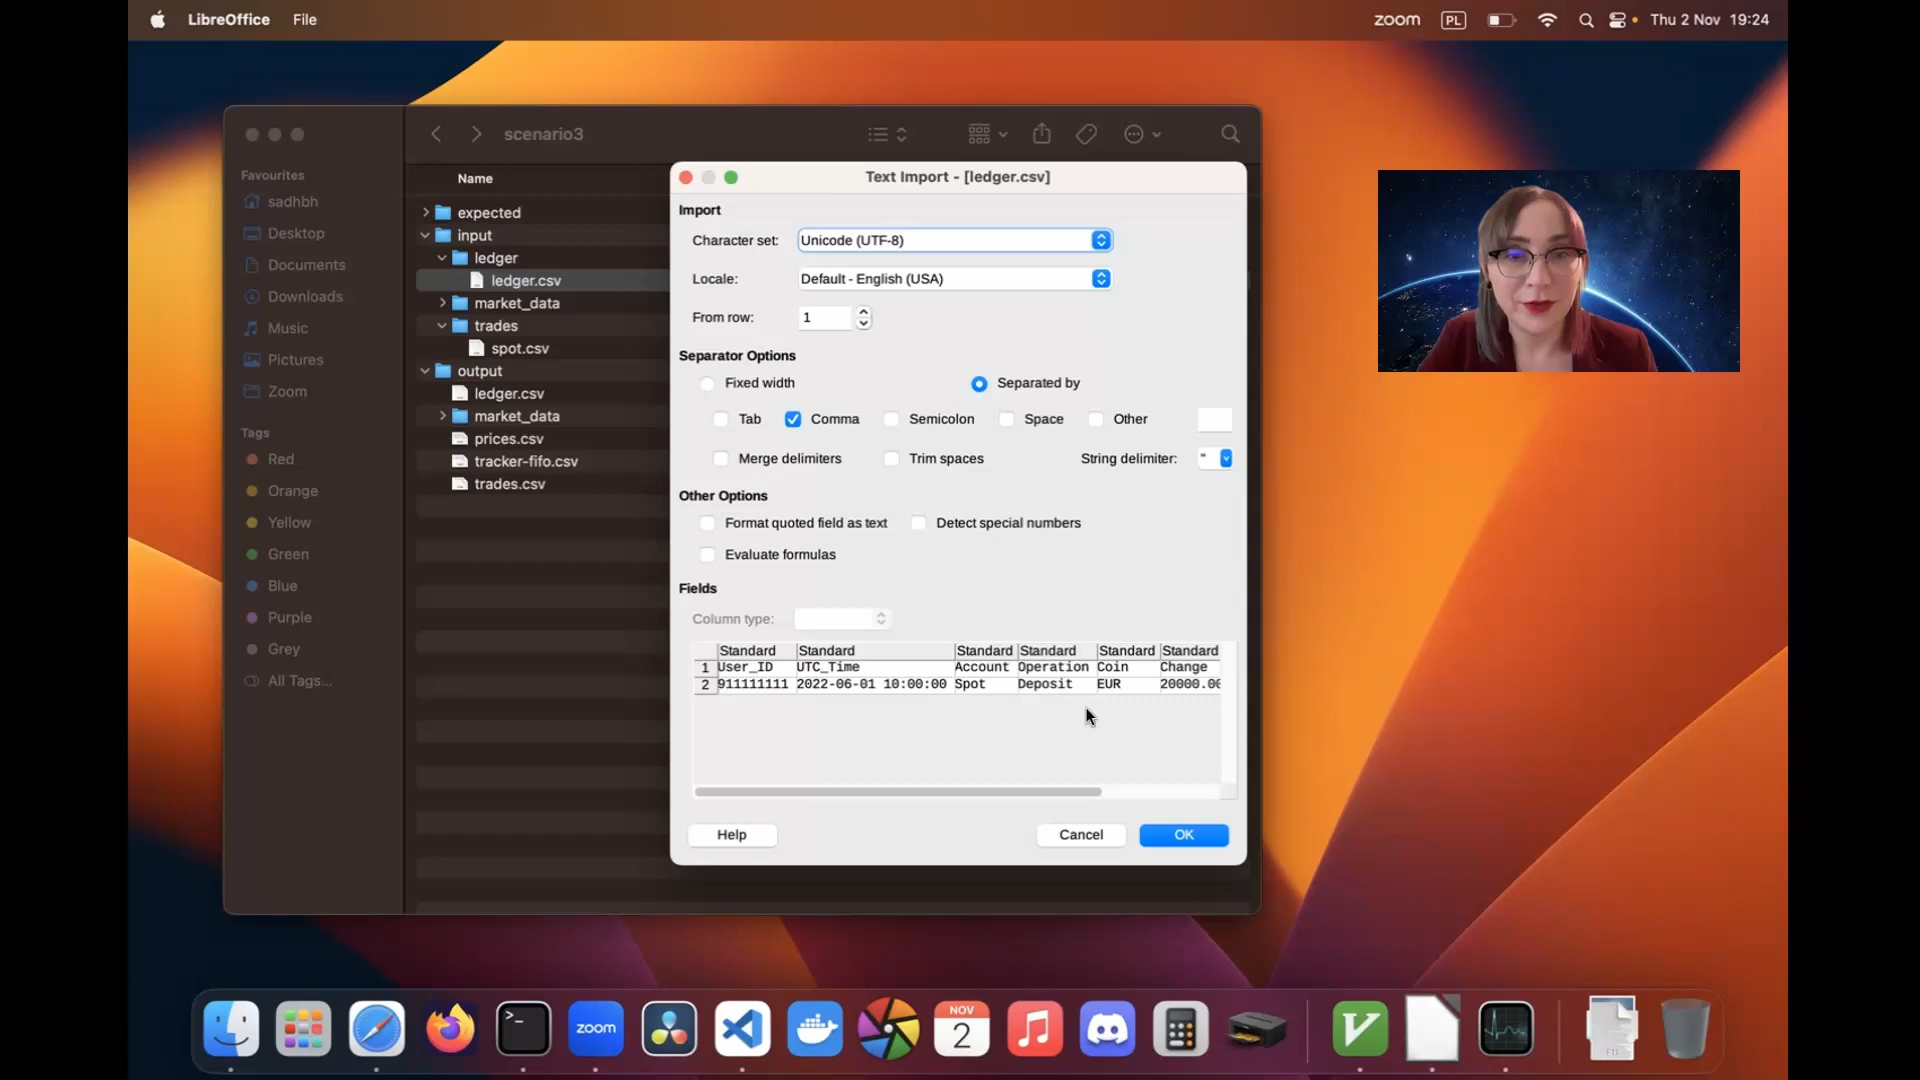 LibreOffice File zoom PL Thu 2 Nov 19:24
scenario3
Favourites
sadhbh
Desktop
Documents
Downloads
Music
Pictures
Zoom
Tags
Red
Orange
Yellow
Green
Blue
Purple
Grey
All Tags...
Name
expected
input
ledger
ledger.csv
market_data
trades
spot.csv
output
ledger.csv
market_data
prices.csv
tracker-fifo.csv
trades.csv
Text Import - [ledger.csv]
Import
Character set: Unicode (UTF-8)
Locale: Default - English (USA)
From row: 1
Separator Options
Fixed width Separated by
Tab Comma Semicolon Space Other
Merge delimiters Trim spaces String delimiter: "
Other Options
Format quoted field as text Detect special numbers
Evaluate formulas
Fields
Column type:
Standard Standard Standard Standard Standard Standard
1 User_ID UTC_Time Account Operation Coin Change
2 911111111 2022-06-01 10:00:00 Spot Deposit EUR 20000.00
Help Cancel OK
zoom
NOV
2